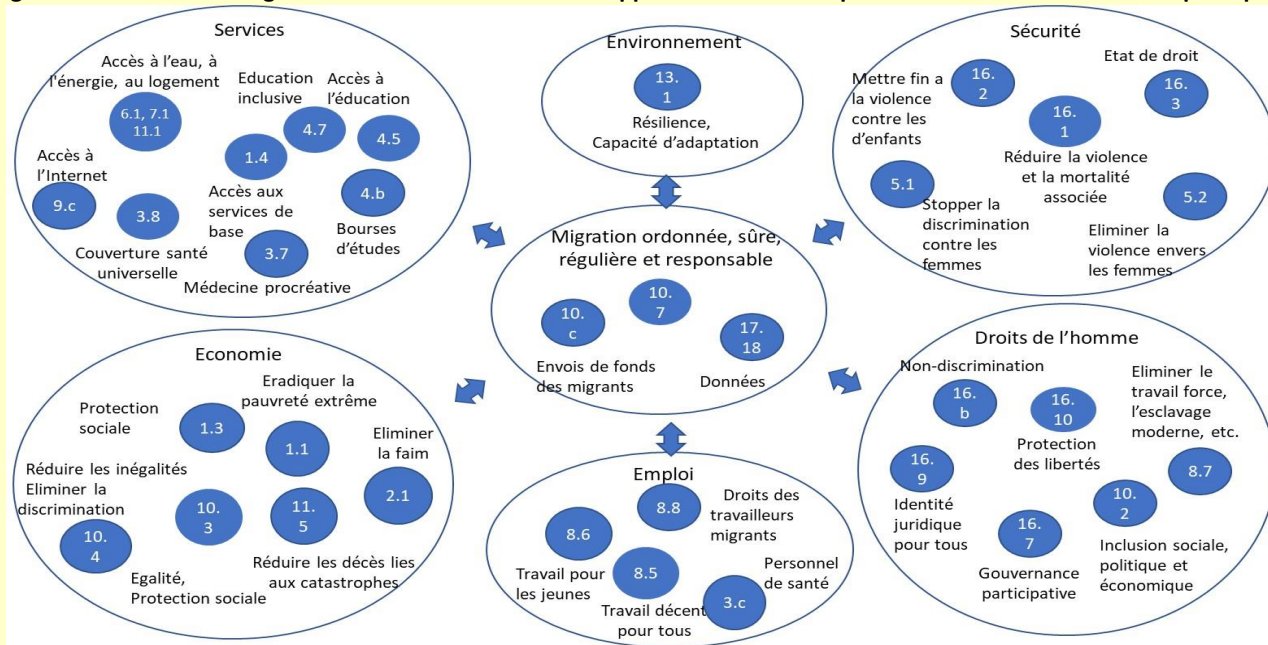 Services
Accès à l'eau, à
l'énergie, au logement
6.1, 7.1
11.1
Education
inclusive
4.7
Accès à
l'éducation
4.5
1.4
Accès aux
services de
base
4.b
Bourses
d'études
Accès à
l'Internet
9.c
3.8
Couverture santé
universelle
3.7
Médecine procréative
Environnement
13.
1
Résilience,
Capacité d'adaptation
Sécurité
Mettre fin a
la violence
contre les
d'enfants
16.
2
Etat de droit
16.
3
16.
1
Réduire la violence
et la mortalité
associée
5.1
Stopper la
discrimination
contre les
femmes
5.2
Eliminer la
violence envers
les femmes
Migration ordonnée, sûre,
régulière et responsable
10.
c
Envois de fonds
des migrants
10.
7
17.
18
Données
Economie
Protection
sociale
1.3
Eradiquer la
pauvreté extrême
1.1
Eliminer
la faim
2.1
Réduire les inégalités
Eliminer la
discrimination
10.
3
11.
5
Réduire les décès lies
aux catastrophes
10.
4
Egalité,
Protection sociale
Emploi
8.8
Droits des
travailleurs
migrants
8.6
Travail pour
les jeunes
8.5
Travail décent
pour tous
Personnel
de santé
3.c
Droits de l'homme
Non-discrimination
16.
b
16.
10
Protection
des libertés
Eliminer le
travail force,
l'esclavage
moderne, etc.
8.7
16.
9
Identité
juridique
pour tous
16.
7
Gouvernance
participative
10.
2
Inclusion sociale,
politique et
économique